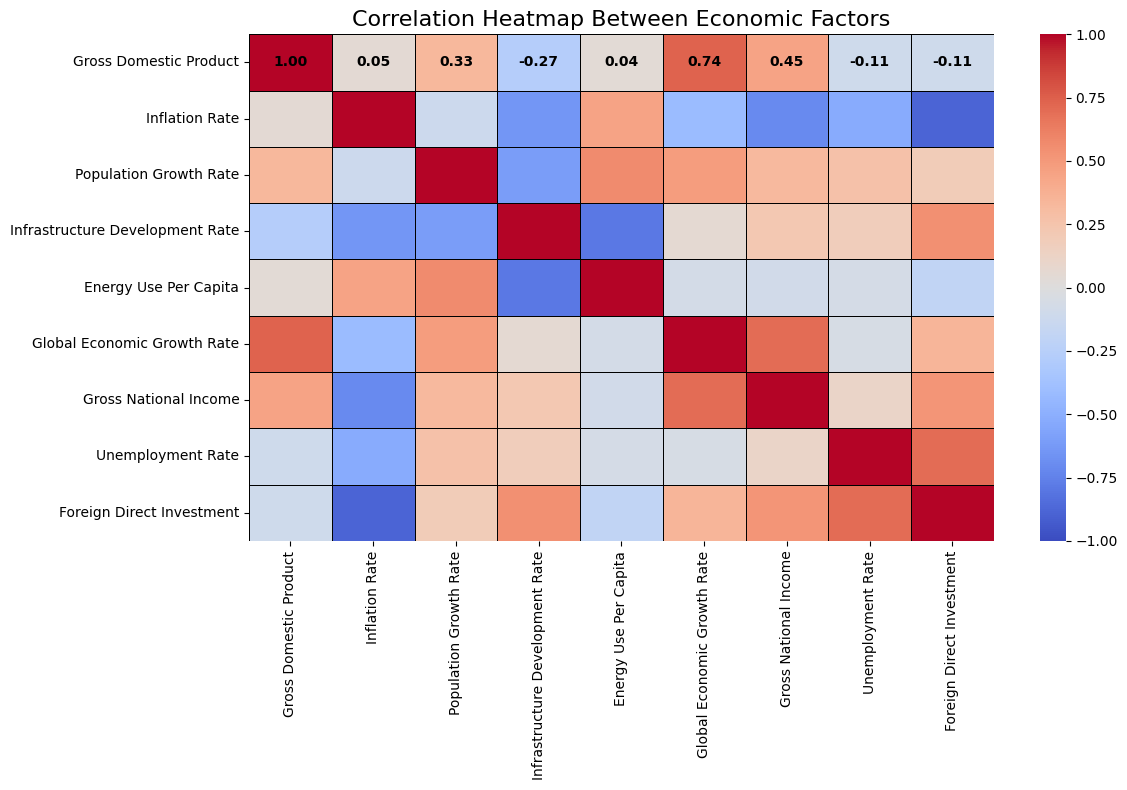 Correlation Heatmap Between Economic Factors
Gross Domestic Product
1.00 0.05 0.33 -0.27 0.04 0.74 0.45 -0.11 -0.11
Inflation Rate
Population Growth Rate
Infrastructure Development Rate
Energy Use Per Capita
Global Economic Growth Rate
Gross National Income
Unemployment Rate
Foreign Direct Investment
Gross Domestic Product
Inflation Rate
Population Growth Rate
Infrastructure Development Rate
Energy Use Per Capita
Global Economic Growth Rate
Gross National Income
Unemployment Rate
Foreign Direct Investment
1.00
0.75
0.50
0.25
0.00
−0.25
−0.50
−0.75
−1.00